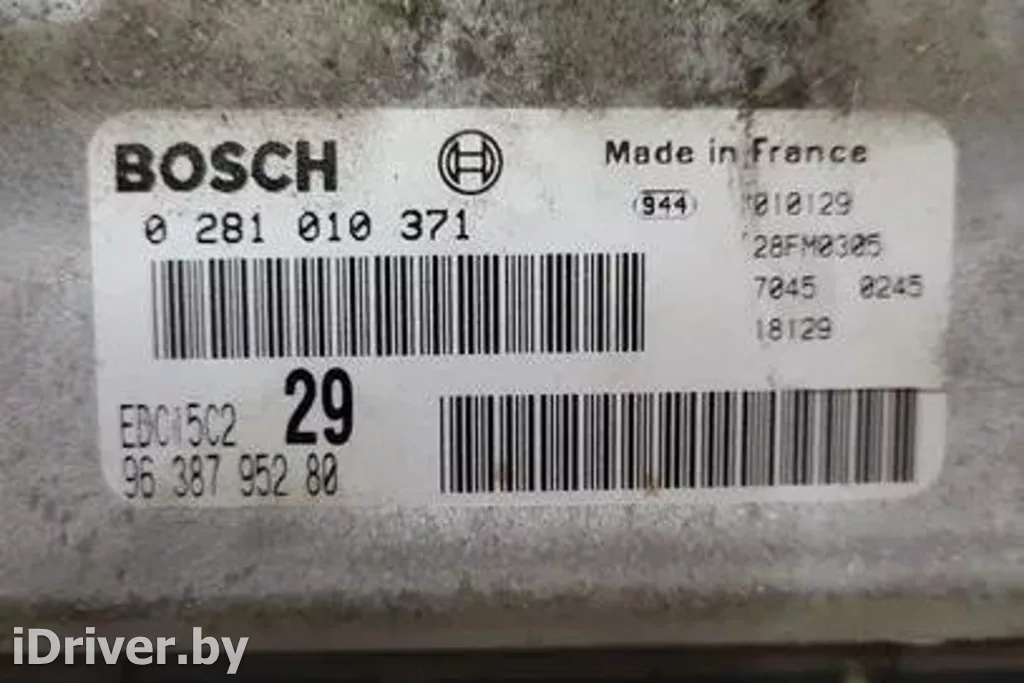 BOSCH
Made in France
0 281 010 371
944
010129
28FM0305
7045 0245
18129
29
EDC15C2
96 387 952 80
iDriver.by